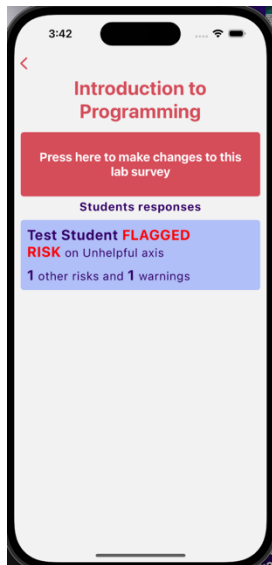 3:42
Introduction to
Programming
Press here to make changes to this
lab survey
Students responses
Test Student FLAGGED
RISK on Unhelpful axis
1 other risks and 1 warnings